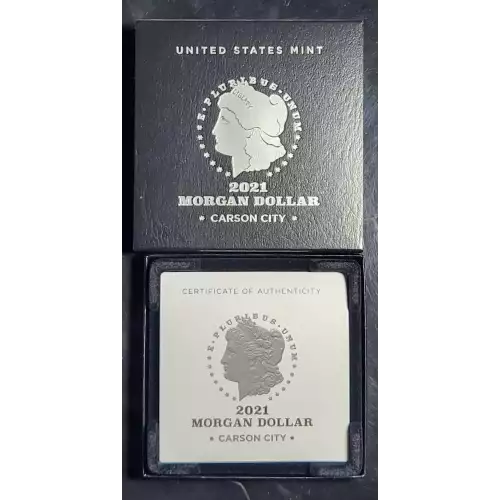 UNITED STATES MINT
E·PLURIBUS·UNUM
2021
MORGAN DOLLAR
★ CARSON CITY ★
CERTIFICATE OF AUTHENTICITY
E·PLURIBUS·UNUM
2021
MORGAN DOLLAR
★ CARSON CITY ★